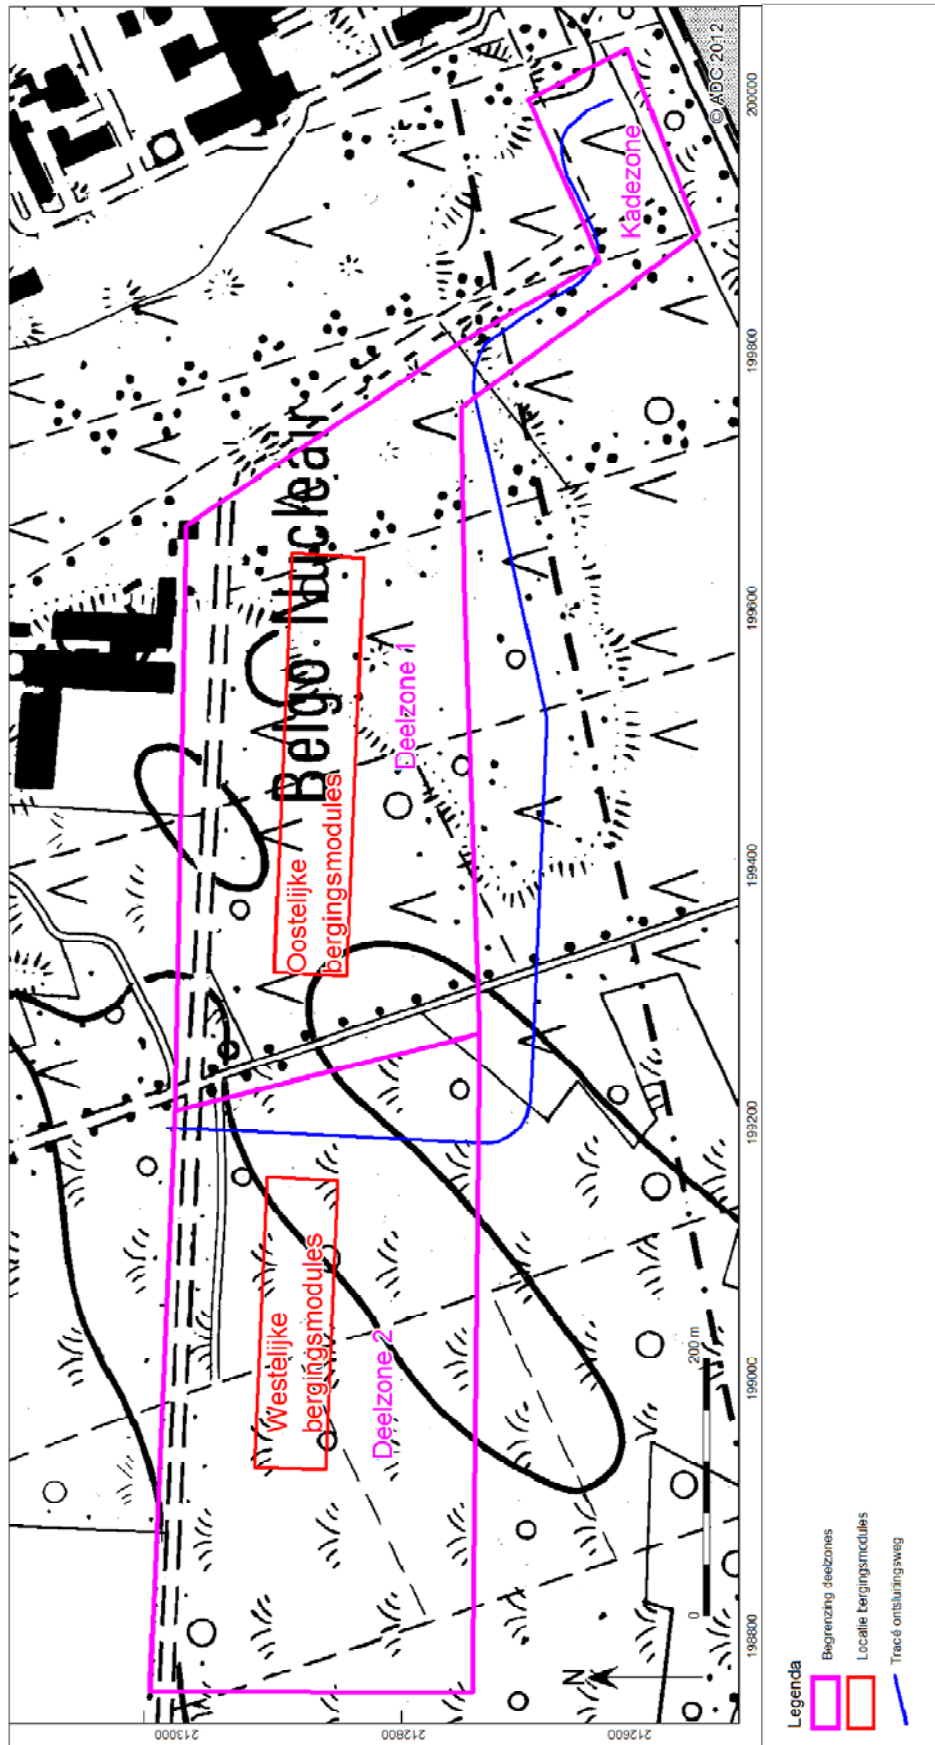 © ADC 2012
Belgo Nucleair
Kadezone
Deelzone 1
Oostelijke
bergingsmodules
Westelijke
bergingsmodules
Deelzone 2
213000
212800
212600
198800
199000
199200
199400
199600
199800
200000
0
200 m
N
Legenda
Begrenzing deelzones
Locatie bergingsmodules
Tracé ontsluitingsweg